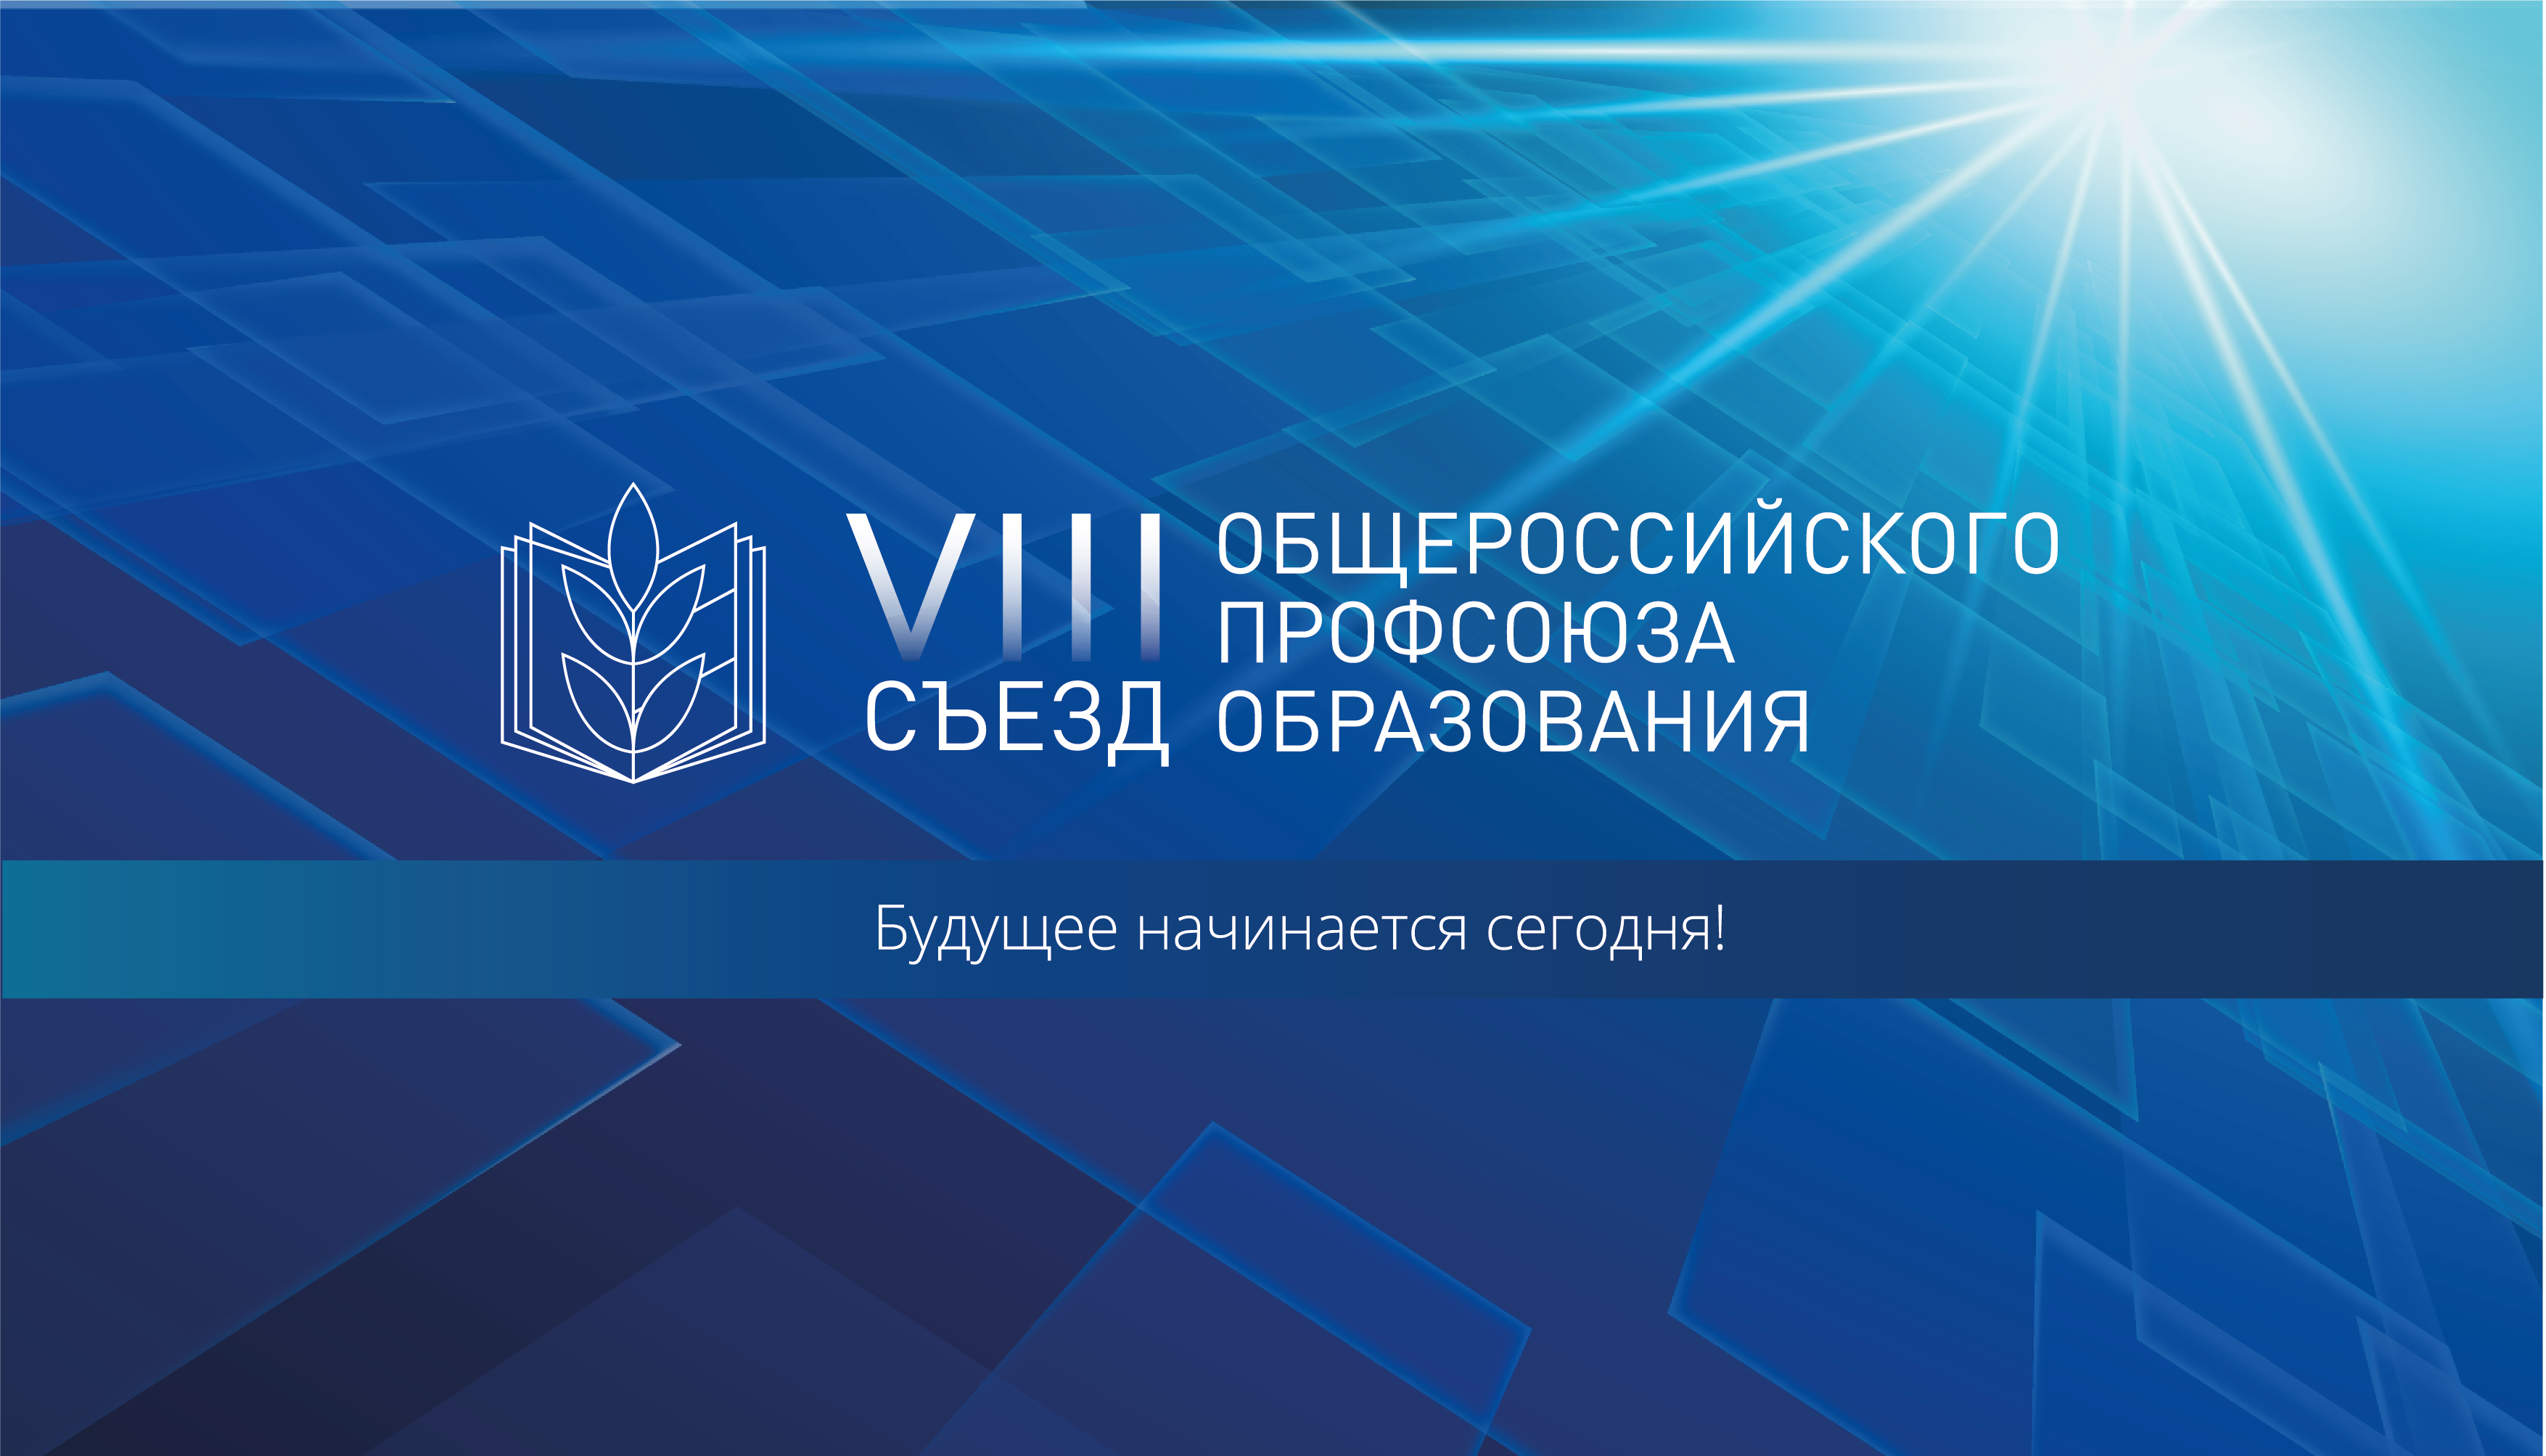 VIII
СЪЕЗД
ОБЩЕРОССИЙСКОГО
ПРОФСОЮЗА
ОБРАЗОВАНИЯ
Будущее начинается сегодня!